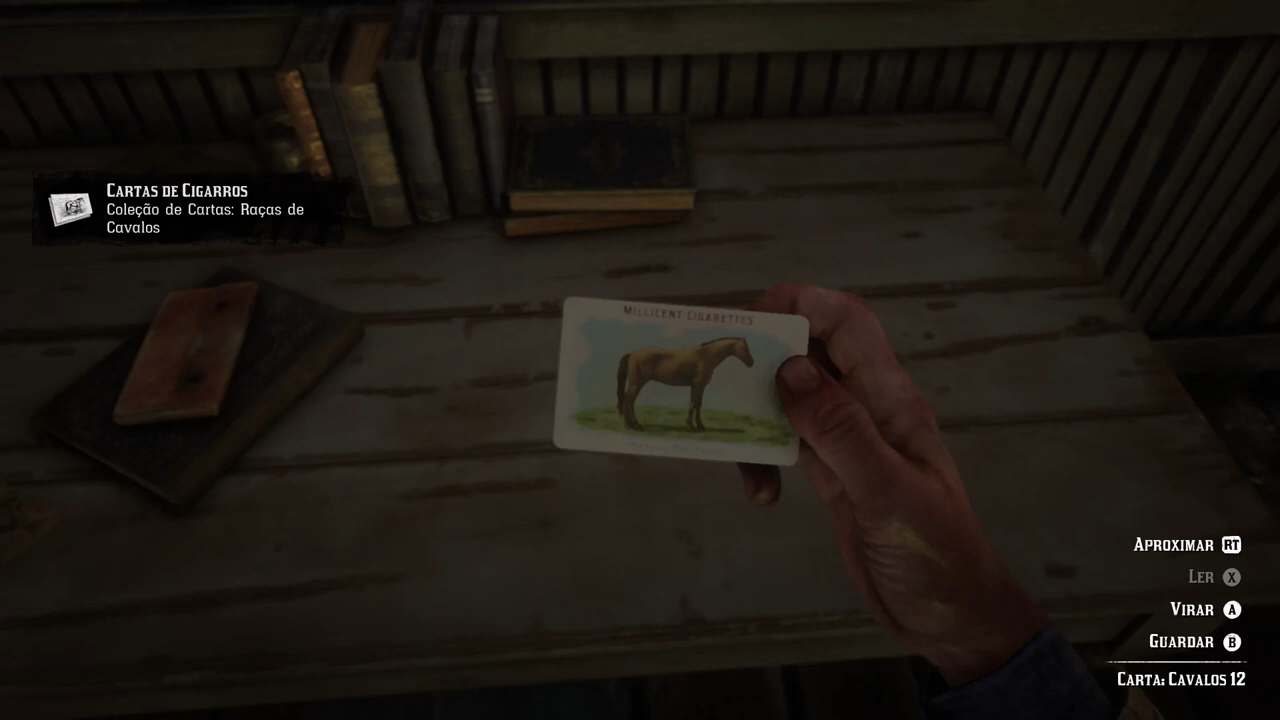 CARTAS DE CIGARROS
Coleção de Cartas: Raças de
Cavalos
MILLICENT CIGARETTES
APROXIMAR RT
LER X
VIRAR A
GUARDAR B
CARTA: CAVALOS 12